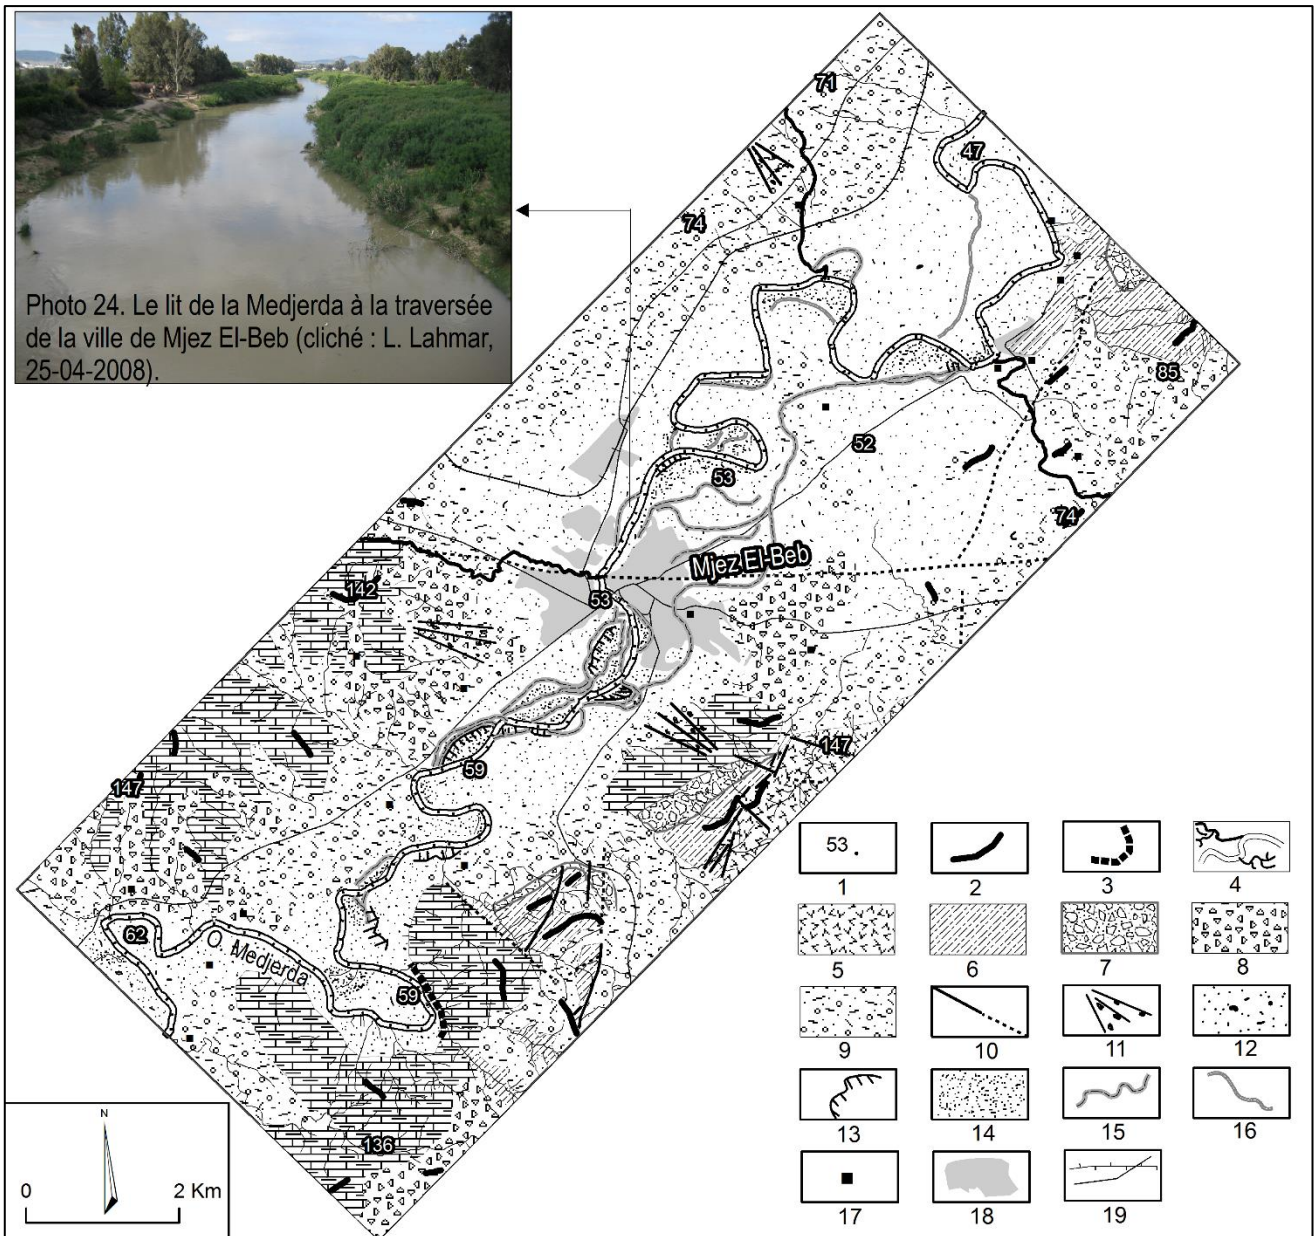 Photo 24. Le lit de la Medjerda à la traversée
de la ville de Mjez El-Beb (cliché : L. Lahmar,
25-04-2008).
71
47
74
85
52
53
74
Mjez El-Beb
142
53
147
59
147
62
O. Medjerda
59
136
N
0 2 Km
53
1 2 3 4
5 6 7 8
9 10 11 12
13 14 15 16
17 18 19